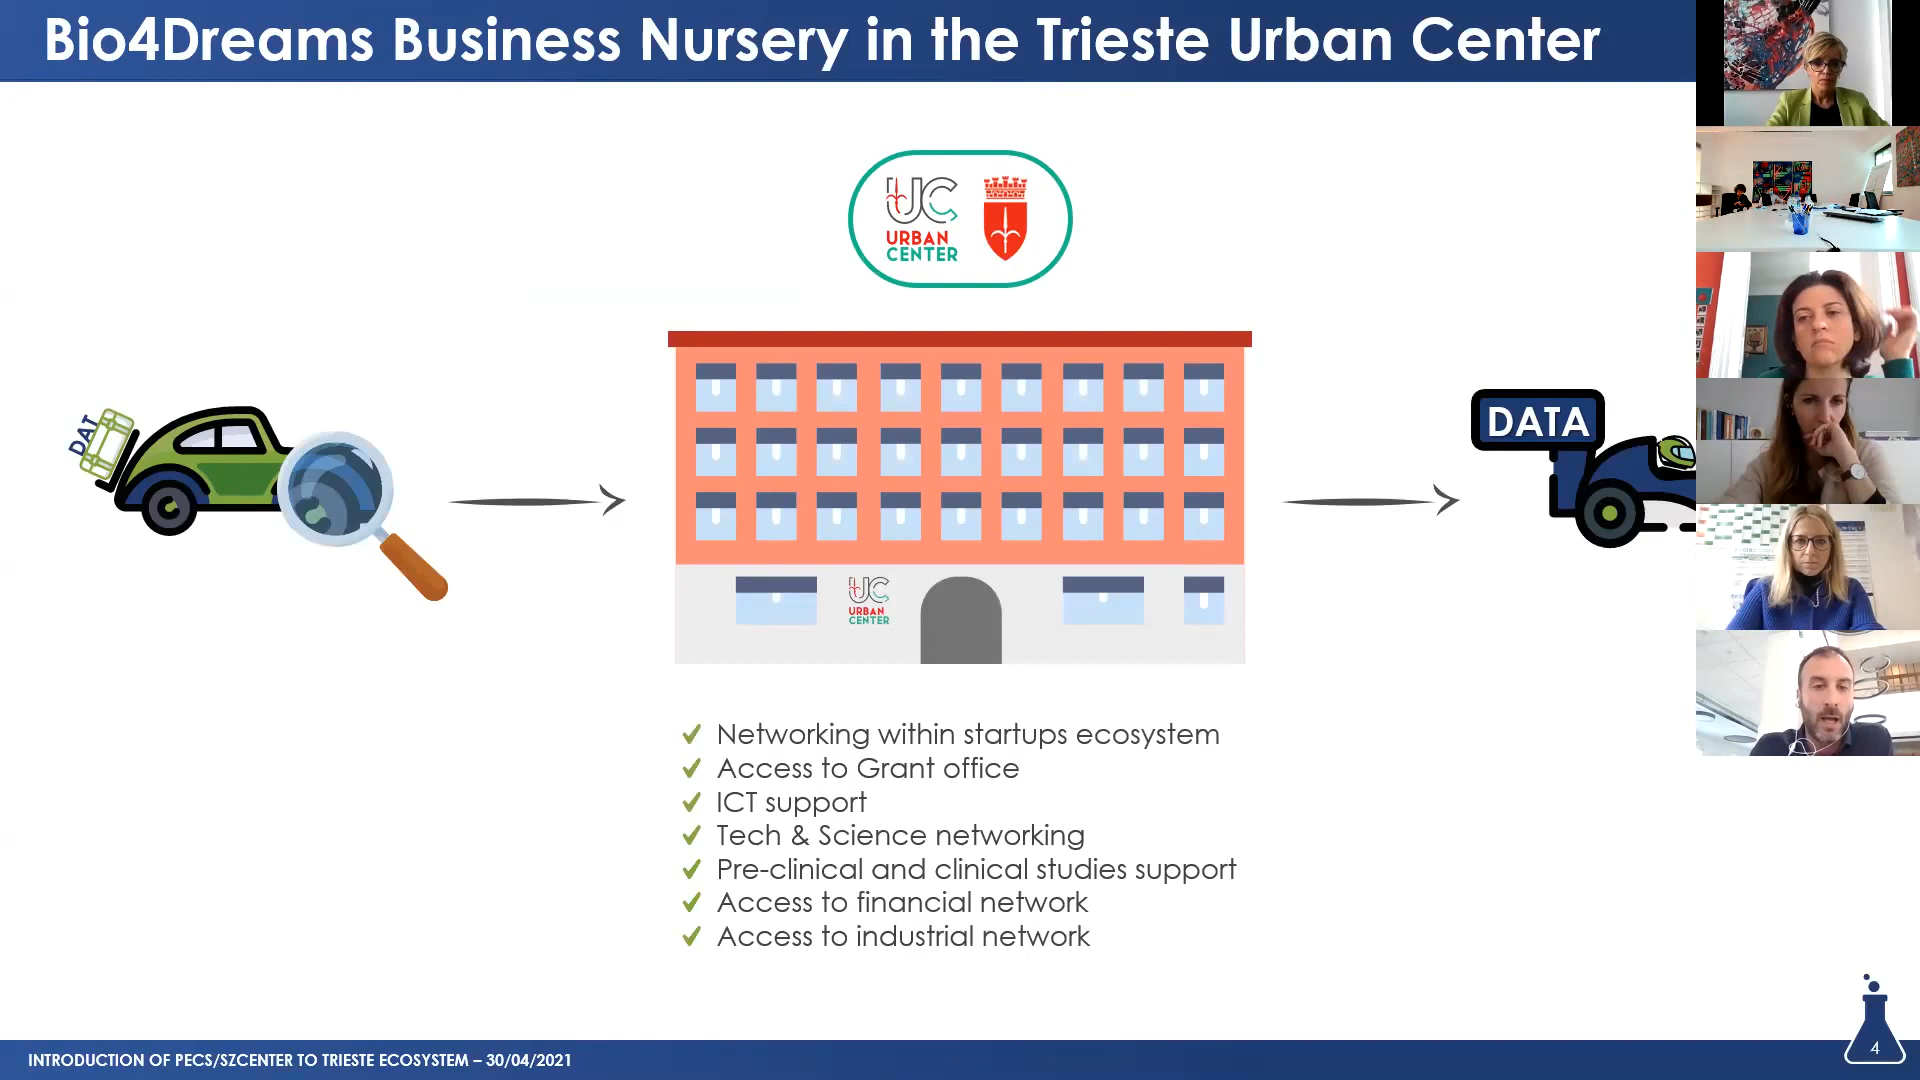 Bio4Dreams Business Nursery in the Trieste Urban Center
UC
URBAN
CENTER
DAT
DATA
UC
URBAN
CENTER
✓ Networking within startups ecosystem
✓ Access to Grant office
✓ ICT support
✓ Tech & Science networking
✓ Pre-clinical and clinical studies support
✓ Access to financial network
✓ Access to industrial network
INTRODUCTION OF PECS/SZCENTER TO TRIESTE ECOSYSTEM – 30/04/2021
4